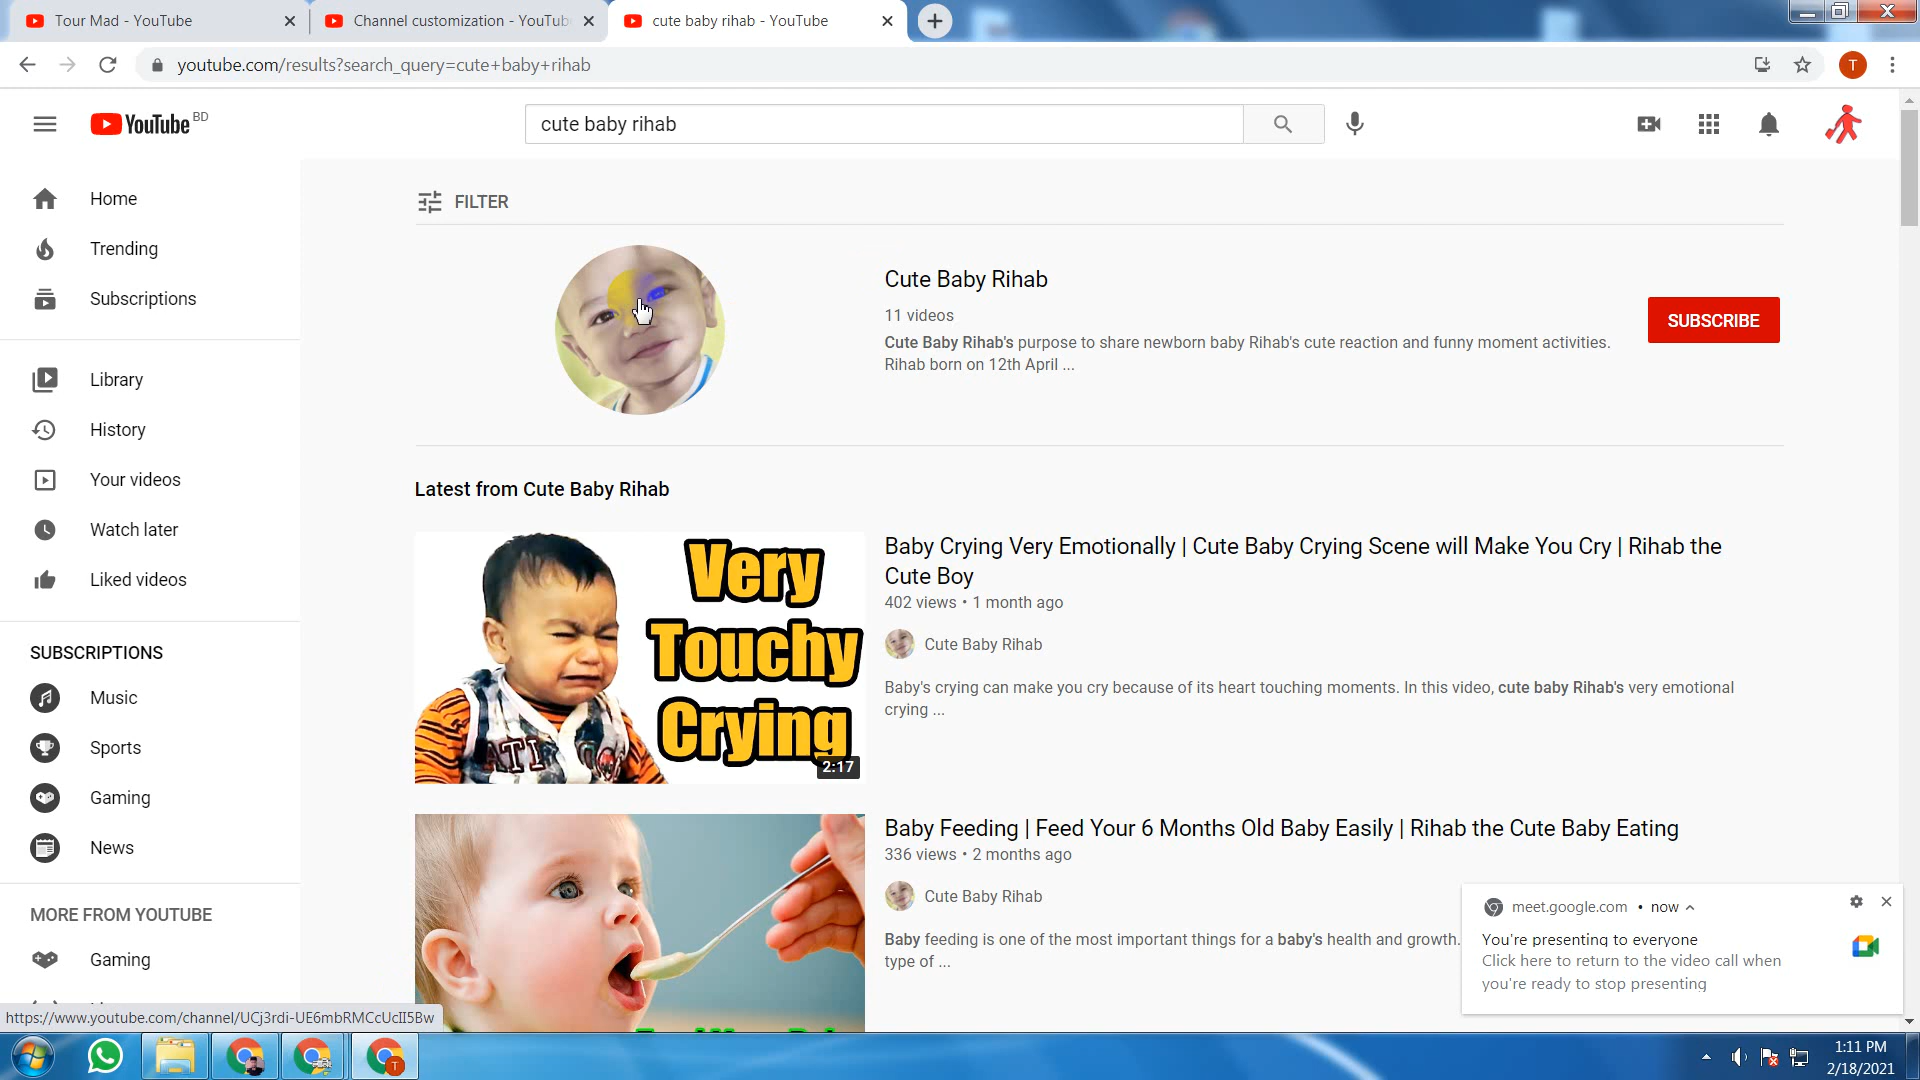 Tour Mad - YouTube
Channel customization - YouTub
cute baby rihab - YouTube
youtube.com/results?search_query=cute+baby+rihab
T
YouTube BD
cute baby rihab
Home
Trending
Subscriptions
Library
History
Your videos
Watch later
Liked videos
SUBSCRIPTIONS
Music
Sports
Gaming
News
MORE FROM YOUTUBE
Gaming
FILTER
Cute Baby Rihab
11 videos
Cute Baby Rihab's purpose to share newborn baby Rihab's cute reaction and funny moment activities.
Rihab born on 12th April ...
SUBSCRIBE
Latest from Cute Baby Rihab
Very
Touchy
Crying
2:17
Baby Crying Very Emotionally | Cute Baby Crying Scene will Make You Cry | Rihab the
Cute Boy
402 views • 1 month ago
Cute Baby Rihab
Baby's crying can make you cry because of its heart touching moments. In this video, cute baby Rihab's very emotional
crying ...
Baby Feeding | Feed Your 6 Months Old Baby Easily | Rihab the Cute Baby Eating
336 views • 2 months ago
Cute Baby Rihab
Baby feeding is one of the most important things for a baby's health and growth.
type of ...
meet.google.com • now
You're presenting to everyone
Click here to return to the video call when
you're ready to stop presenting
https://www.youtube.com/channel/UCj3rdi-UE6mbRMCcUcII5Bw
T
1:11 PM
2/18/2021